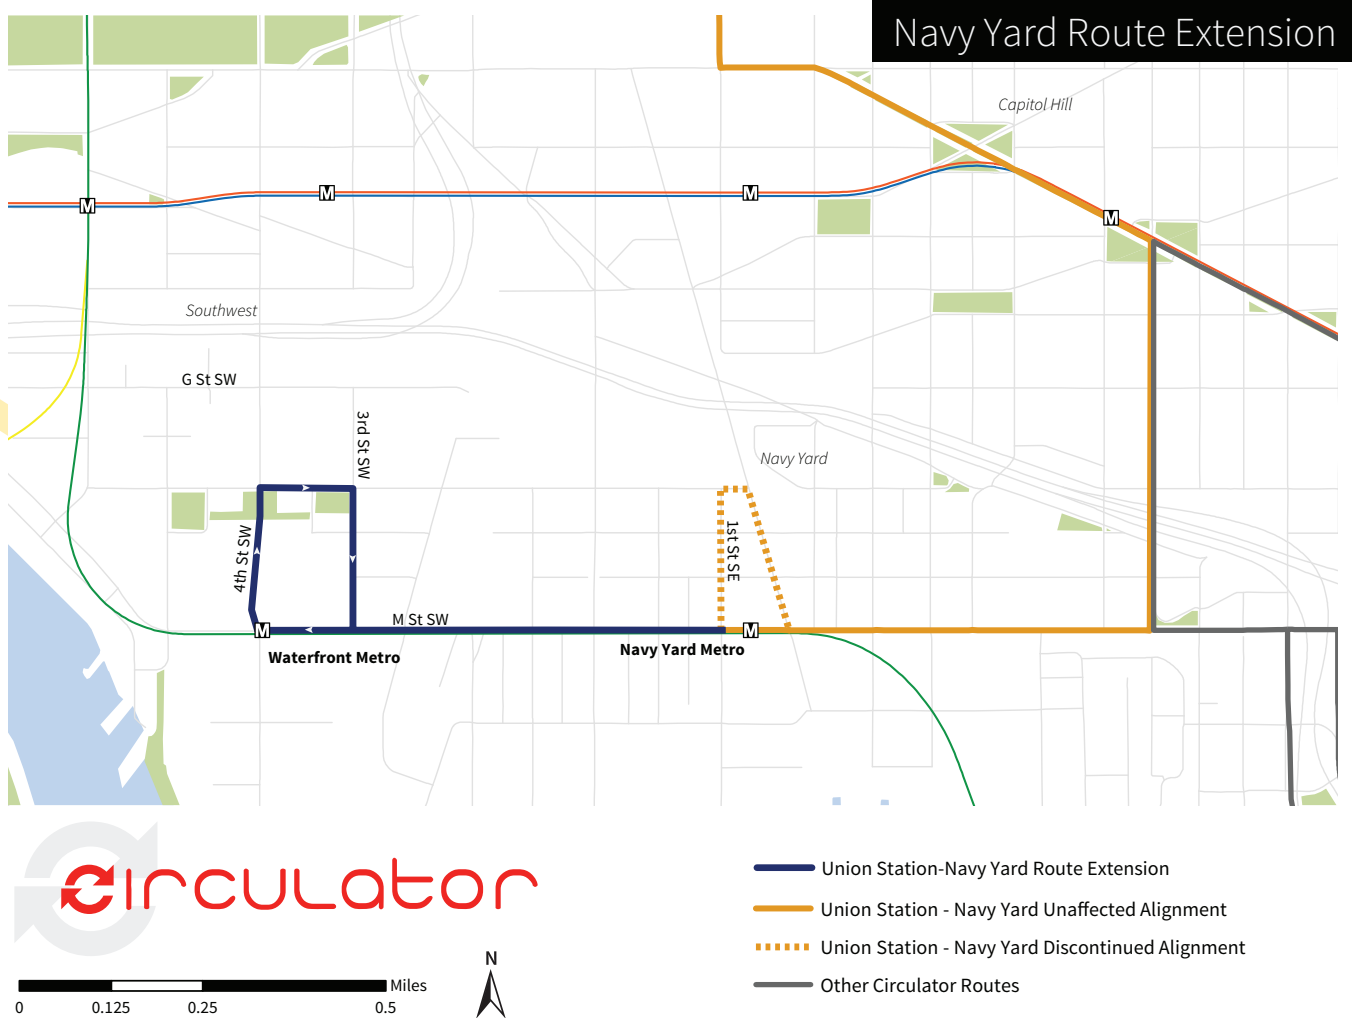 Navy Yard Route Extension
Capitol Hill
M
M
M
M
Southwest
G St SW
3rd St SW
Navy Yard
4th St SW
1st St SE
M St SW
M
M
Waterfront Metro
Navy Yard Metro
circulator
Union Station-Navy Yard Route Extension
Union Station - Navy Yard Unaffected Alignment
Union Station - Navy Yard Discontinued Alignment
Other Circulator Routes
N
Miles
0 0.125 0.25 0.5